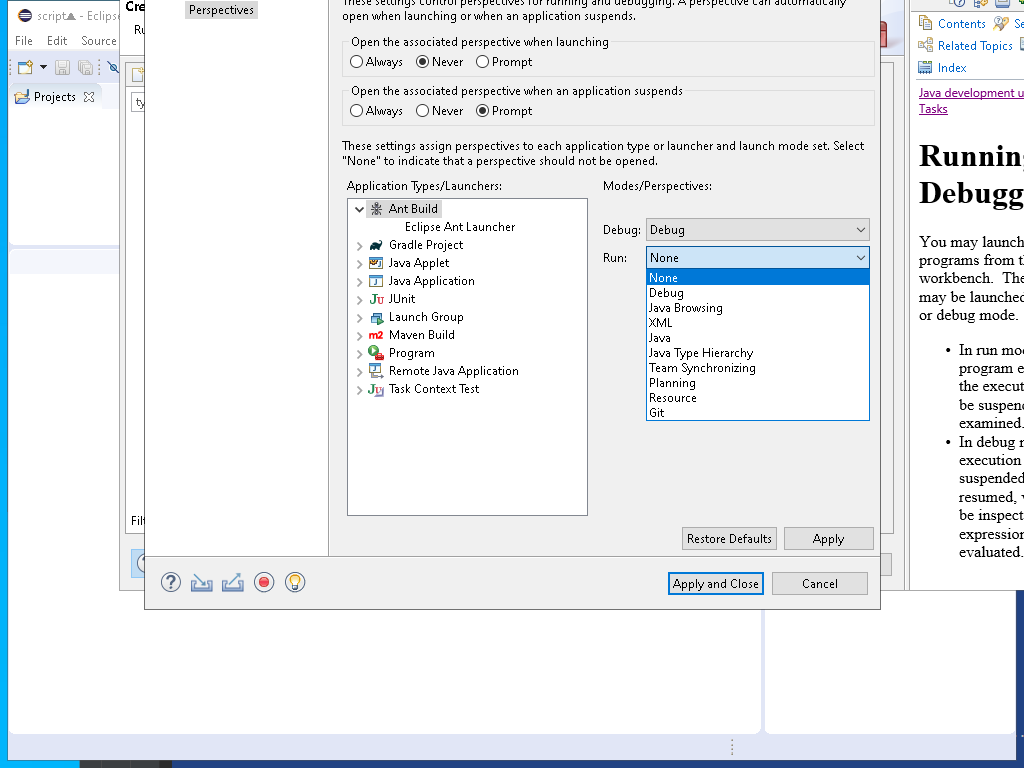 script - Eclipse
File Edit Source
Projects
Cre
Ru
ty
Perspectives
These settings control perspectives for running and debugging. A perspective can automatically
open when launching or when an application suspends.
Open the associated perspective when launching
Always Never Prompt
Open the associated perspective when an application suspends
Always Never Prompt
These settings assign perspectives to each application type or launcher and launch mode set. Select
"None" to indicate that a perspective should not be opened.
Application Types/Launchers:
Ant Build
Eclipse Ant Launcher
Gradle Project
Java Applet
Java Application
JUnit
Launch Group
Maven Build
Program
Remote Java Application
Task Context Test
Modes/Perspectives:
Debug: Debug
Run: None
None
Debug
Java Browsing
XML
Java
Java Type Hierarchy
Team Synchronizing
Planning
Resource
Git
Restore Defaults Apply
Filt
Apply and Close Cancel
Contents Se
Related Topics
Index
Java development u
Tasks
Running
Debugg
You may launch
programs from th
workbench. The
may be launched
or debug mode.
• In run mod
program e
the execut
be suspend
examined.
• In debug m
execution
suspended
resumed, v
be inspect
expression
evaluated.